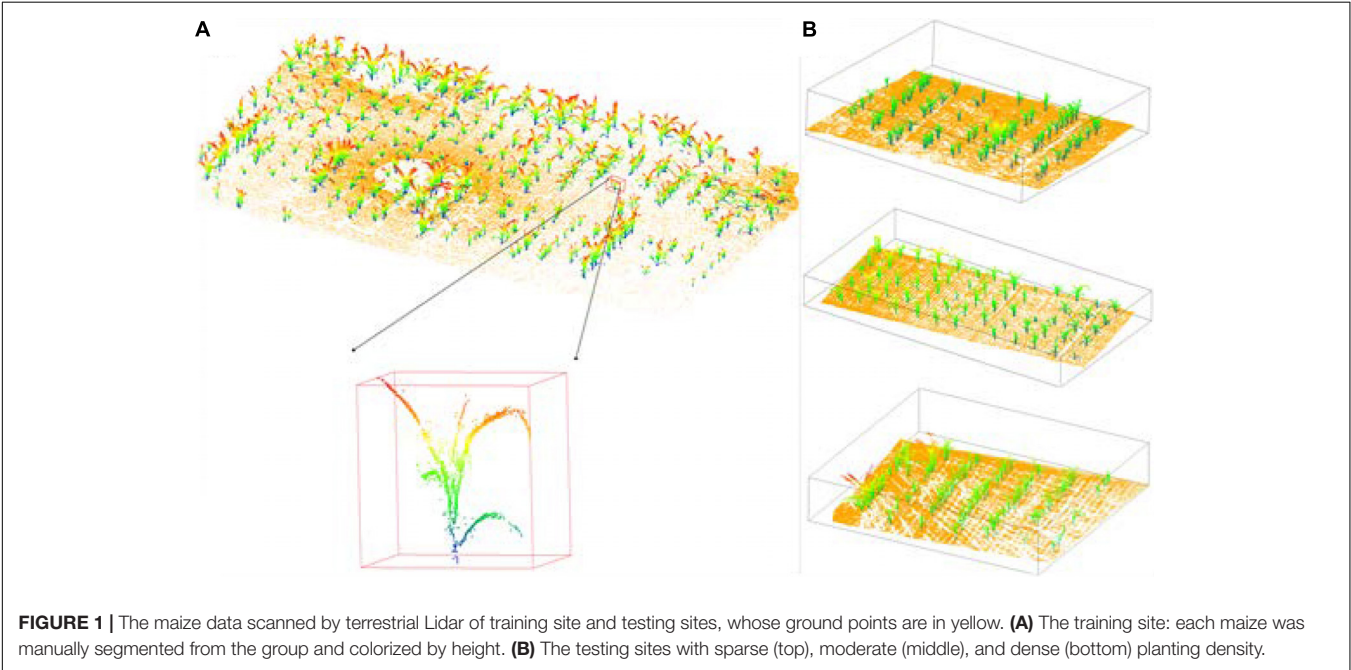 A
B
FIGURE 1 | The maize data scanned by terrestrial Lidar of training site and testing sites, whose ground points are in yellow. (A) The training site: each maize was
manually segmented from the group and colorized by height. (B) The testing sites with sparse (top), moderate (middle), and dense (bottom) planting density.